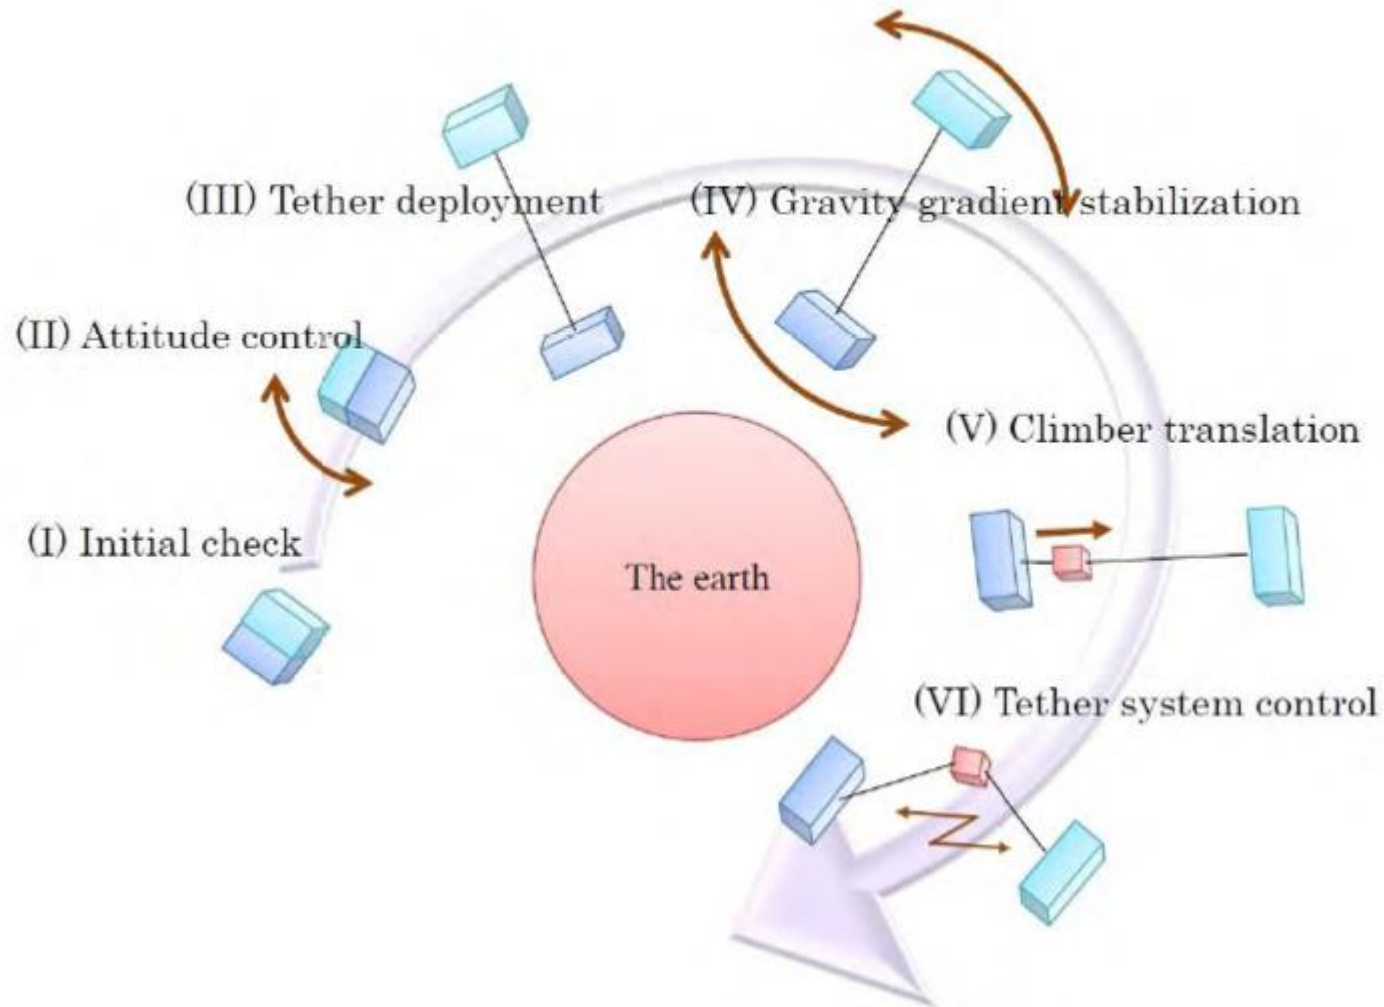 (I) Initial check
(II) Attitude control
(III) Tether deployment
(IV) Gravity gradient stabilization
(V) Climber translation
(VI) Tether system control
The earth